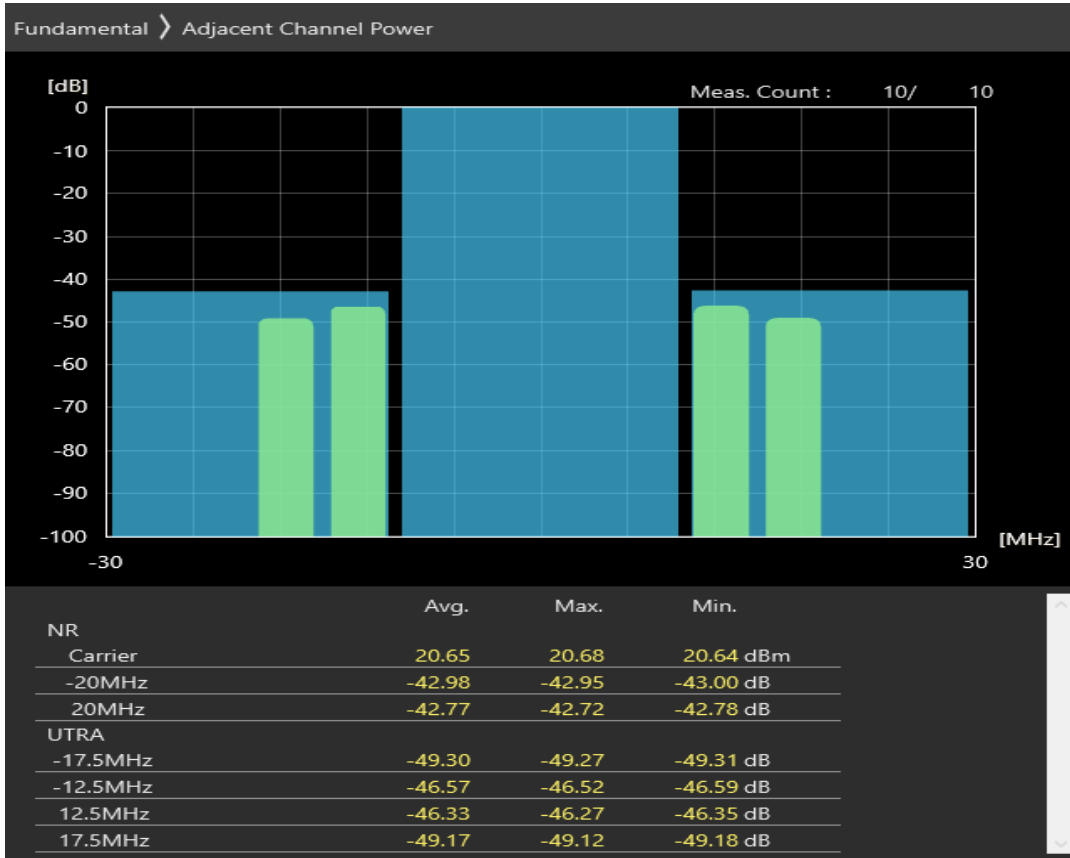 Fundamental ❭ Adjacent Channel Power
[dB]
Meas. Count : 10/ 10
0
-10
-20
-30
-40
-50
-60
-70
-80
-90
-100
[MHz]
-30 30
Avg. Max. Min.
NR
Carrier 20.65 20.68 20.64 dBm
-20MHz -42.98 -42.95 -43.00 dB
20MHz -42.77 -42.72 -42.78 dB
UTRA
-17.5MHz -49.30 -49.27 -49.31 dB
-12.5MHz -46.57 -46.52 -46.59 dB
12.5MHz -46.33 -46.27 -46.35 dB
17.5MHz -49.17 -49.12 -49.18 dB